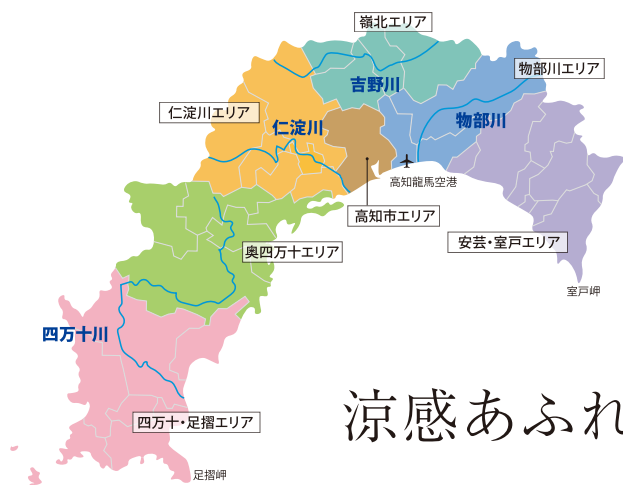 嶺北エリア
物部川エリア
吉野川
仁淀川エリア
仁淀川
物部川
高知龍馬空港
高知市エリア
安芸・室戸エリア
奥四万十エリア
室戸岬
四万十川
四万十・足摺エリア
涼感あふれ
足摺岬